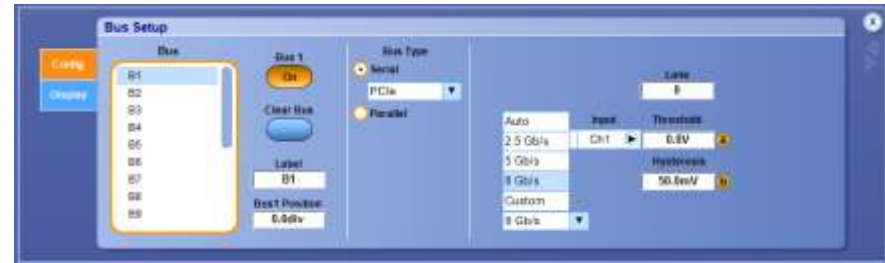 Bus Setup
Config
Display
Bus
B1
B2
B3
B4
B5
B6
B7
B8
B9
Bus 1
On
Clear Bus
Label
B1
Bus1 Position
0.0div
Bus Type
Serial
PCIe
Parallel
Auto
2.5 Gb/s
5 Gb/s
8 Gb/s
Custom
8 Gb/s
Input
Ch1
Lane
0
Threshold
0.0V
a
Hysteresis
50.0mV
b